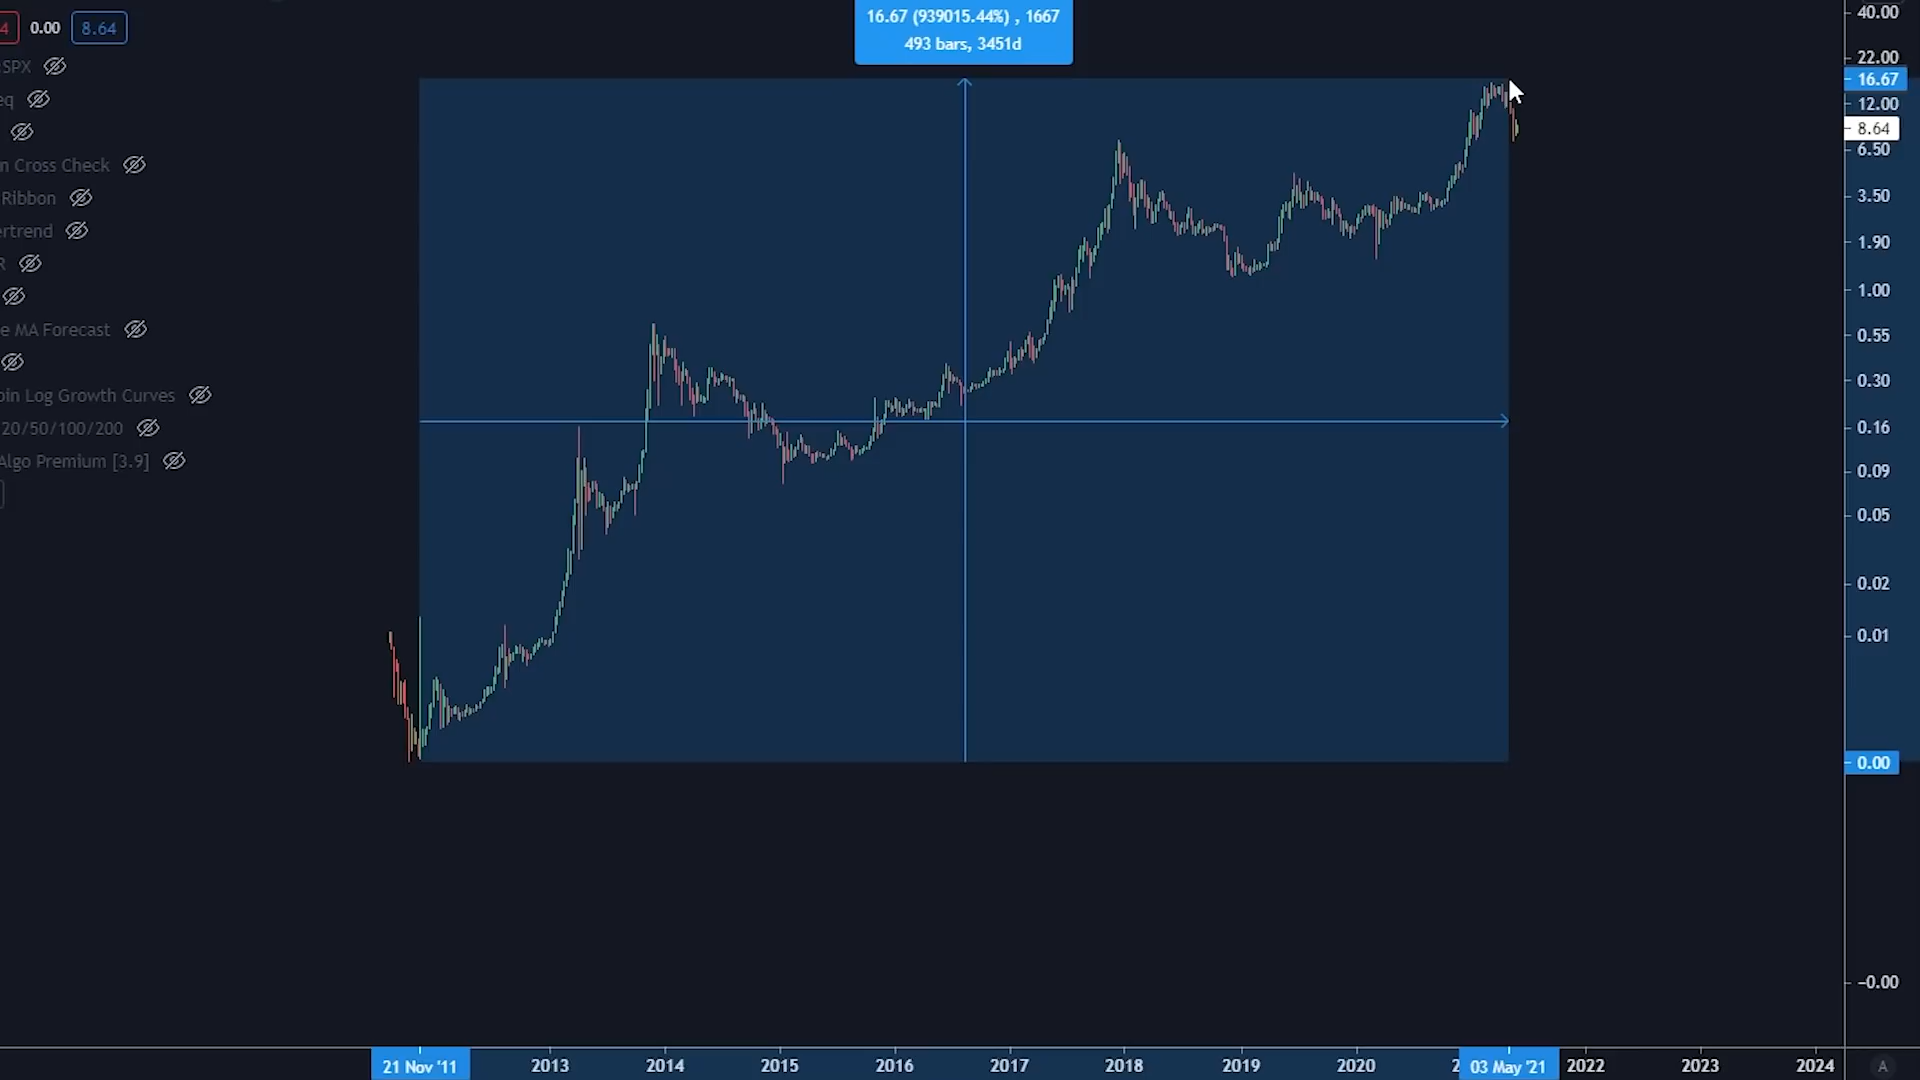 16.67 (939015.44%) , 1667
493 bars, 3451d
4 0.00 8.64
SPX
eq
n Cross Check
Ribbon
ertrend
R
e MA Forecast
oin Log Growth Curves
20/50/100/200
Algo Premium [3.9]
40.00
22.00
16.67
12.00
8.64
6.50
3.50
1.90
1.00
0.55
0.30
0.16
0.09
0.05
0.02
0.01
0.00
−0.00
21 Nov '11 2013 2014 2015 2016 2017 2018 2019 2020 2 03 May '21 2022 2023 2024 A